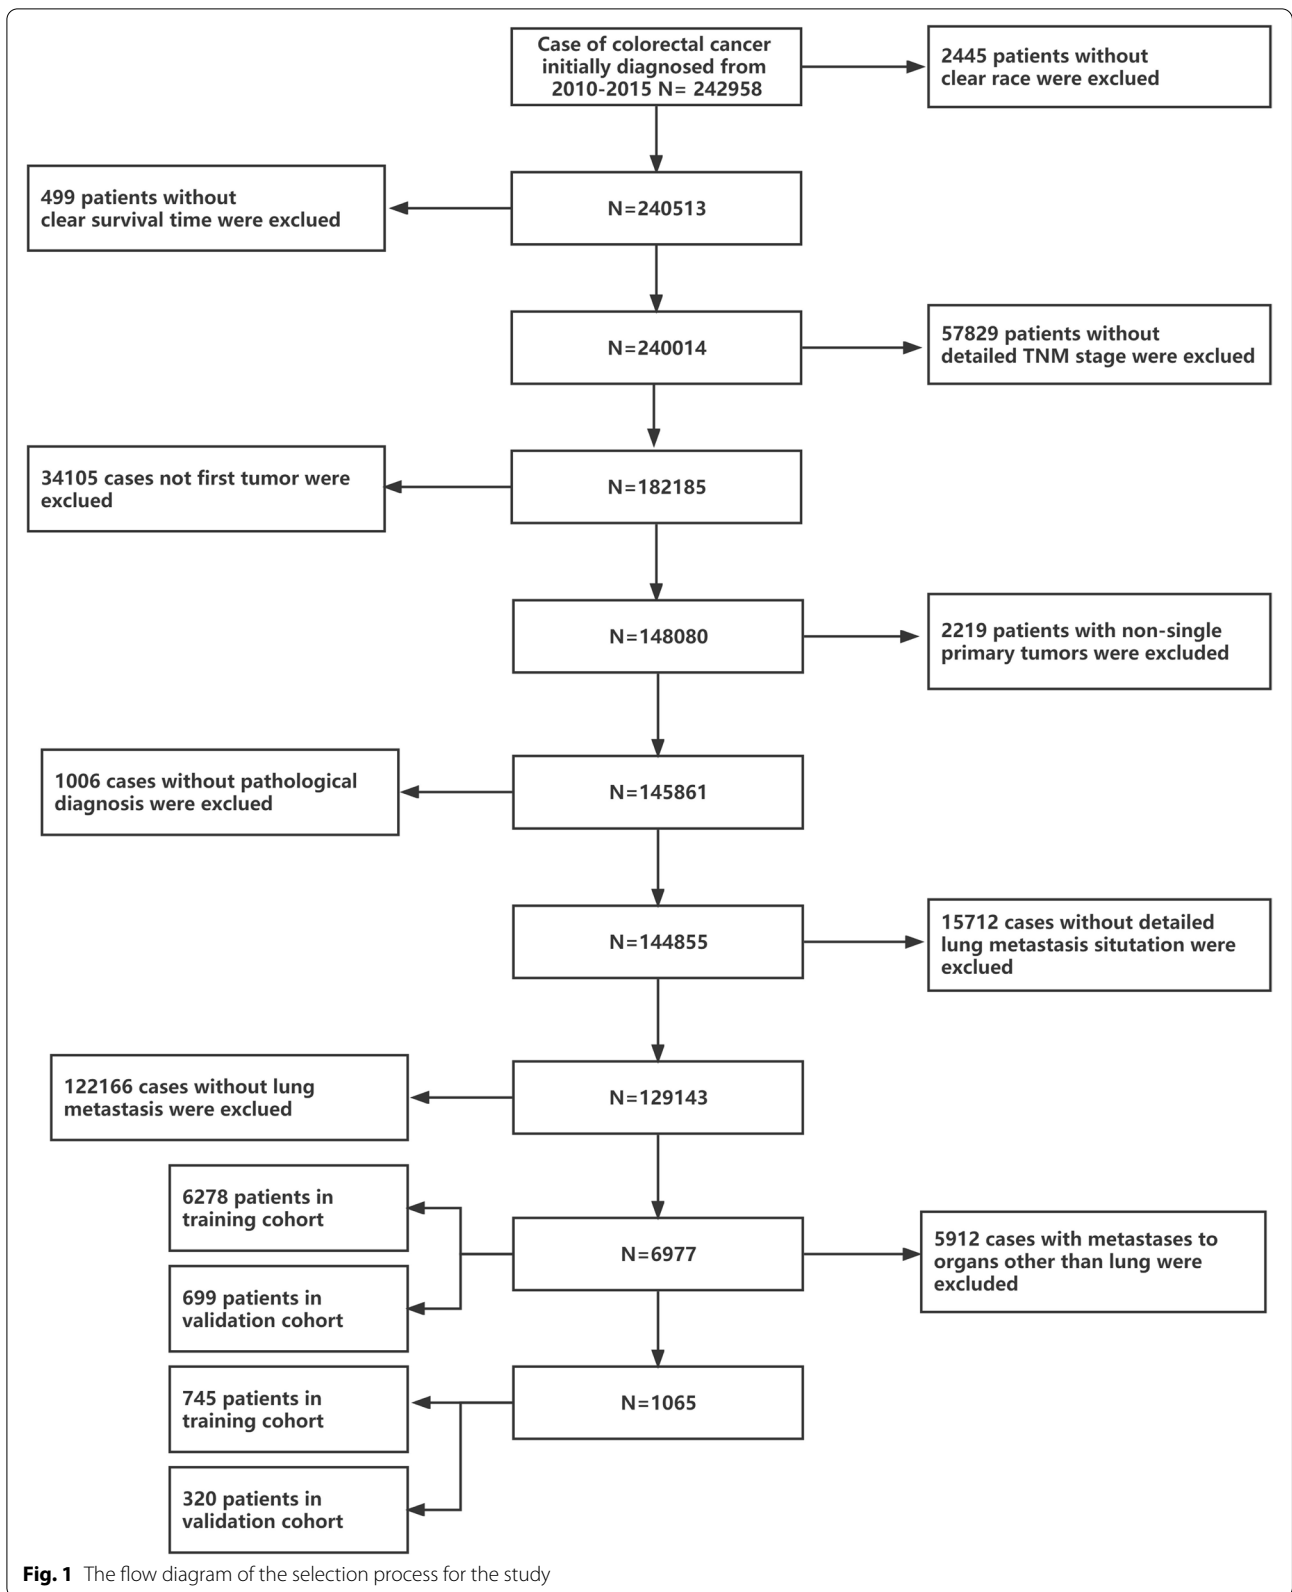 Case of colorectal cancer
initially diagnosed from
2010-2015 N= 242958
2445 patients without
clear race were exclued
499 patients without
clear survival time were exclued
N=240513
N=240014
57829 patients without
detailed TNM stage were exclued
34105 cases not first tumor were
exclued
N=182185
N=148080
2219 patients with non-single
primary tumors were excluded
1006 cases without pathological
diagnosis were exclued
N=145861
N=144855
15712 cases without detailed
lung metastasis situtation were
exclued
122166 cases without lung
metastasis were exclued
N=129143
6278 patients in
training cohort
699 patients in
validation cohort
N=6977
5912 cases with metastases to
organs other than lung were
excluded
745 patients in
training cohort
320 patients in
validation cohort
N=1065
Fig. 1 The flow diagram of the selection process for the study